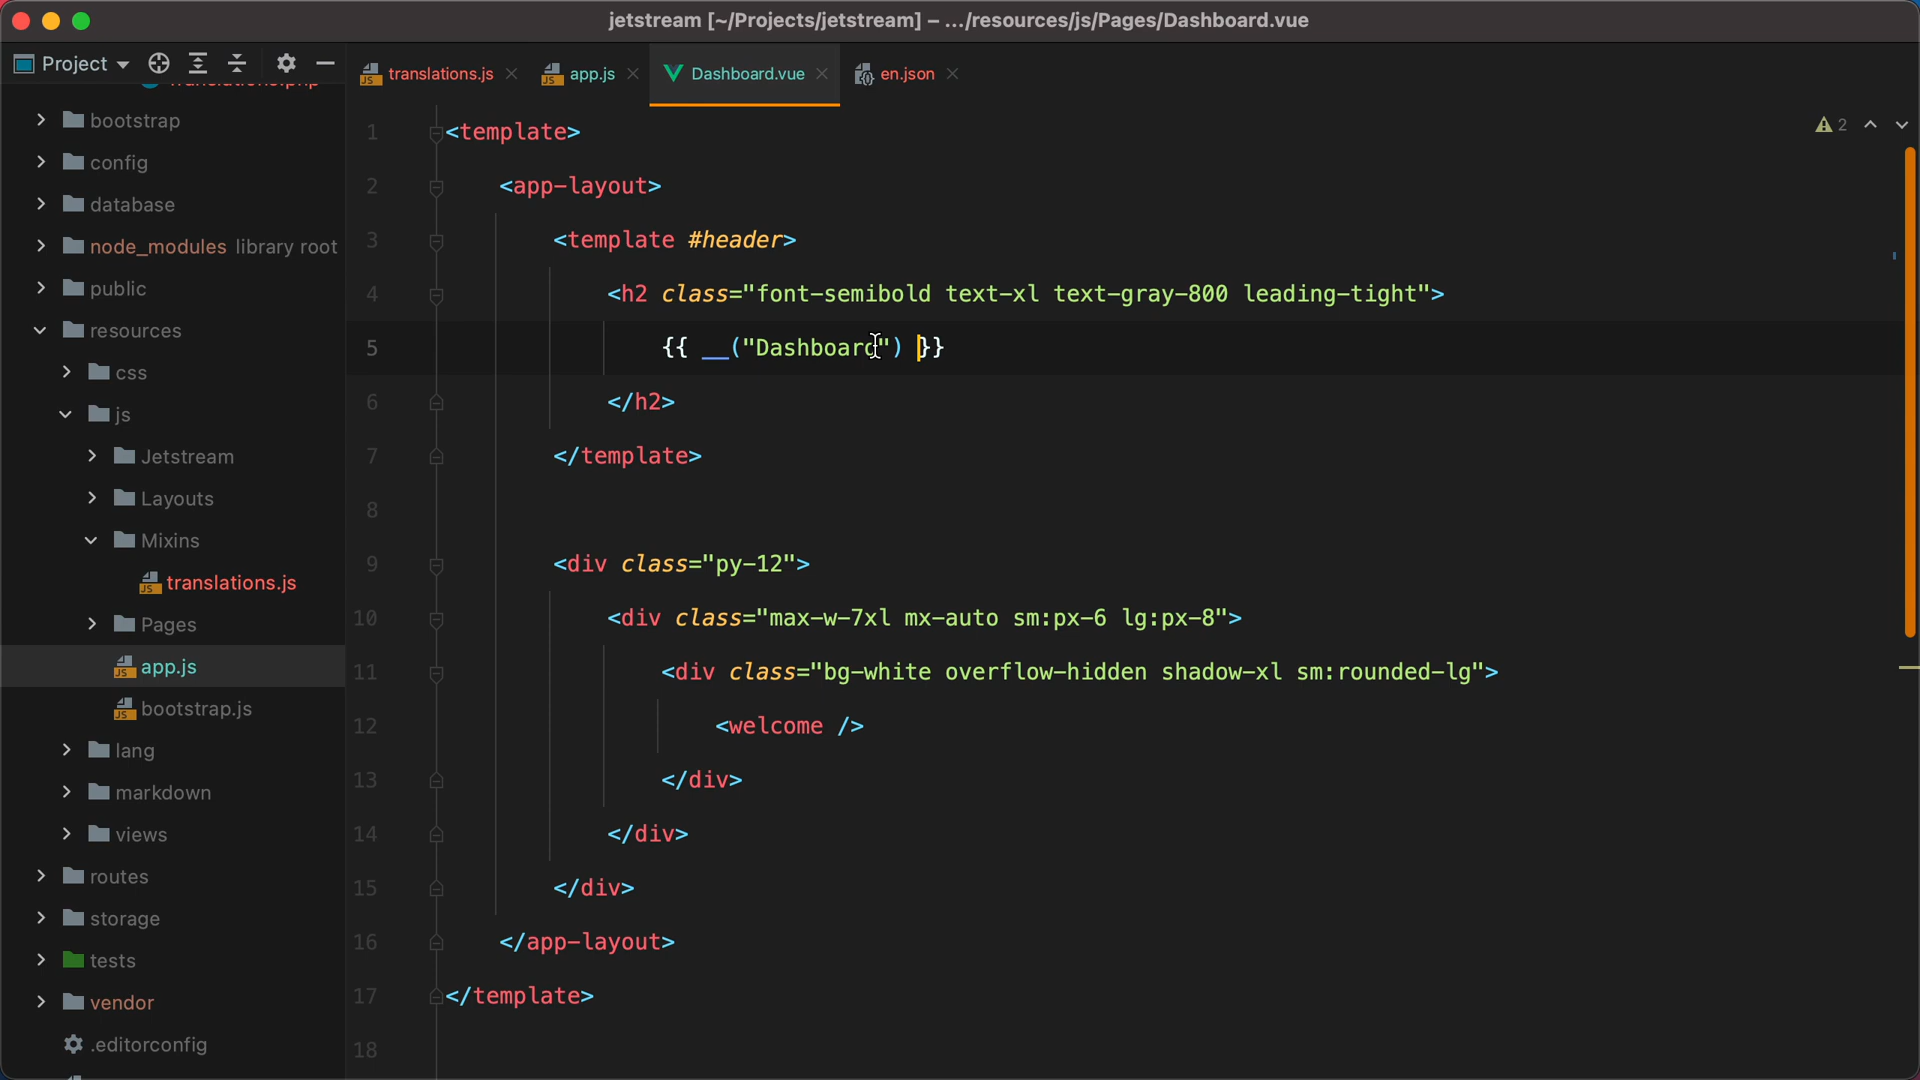 jetstream [~/Projects/jetstream] – .../resources/js/Pages/Dashboard.vue
Project
translations.js
app.js
Dashboard.vue
en.json
translations.php
bootstrap
config
database
node_modules library root
public
resources
css
js
Jetstream
Layouts
Mixins
translations.js
Pages
app.js
bootstrap.js
lang
markdown
views
routes
storage
tests
vendor
.editorconfig
2
1 <template>
2 <app-layout>
3 <template #header>
4 <h2 class="font-semibold text-xl text-gray-800 leading-tight">
5 {{ __("Dashboard") }}
6 </h2>
7 </template>
8
9 <div class="py-12">
10 <div class="max-w-7xl mx-auto sm:px-6 lg:px-8">
11 <div class="bg-white overflow-hidden shadow-xl sm:rounded-lg">
12 <welcome />
13 </div>
14 </div>
15 </div>
16 </app-layout>
17 </template>
18